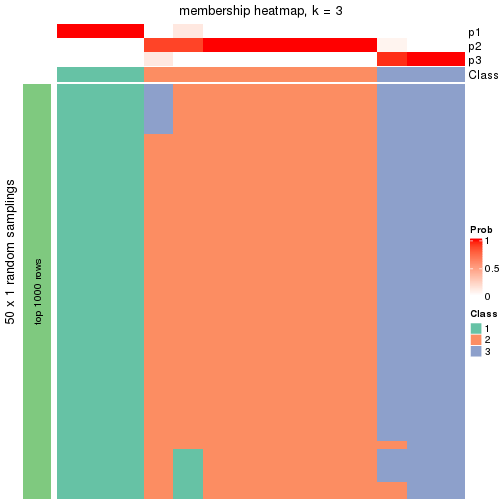 membership heatmap, k = 3
p1
p2
p3
Class
50 x 1 random samplings
top 1000 rows
Prob
1
0.5
0
Class
1
2
3